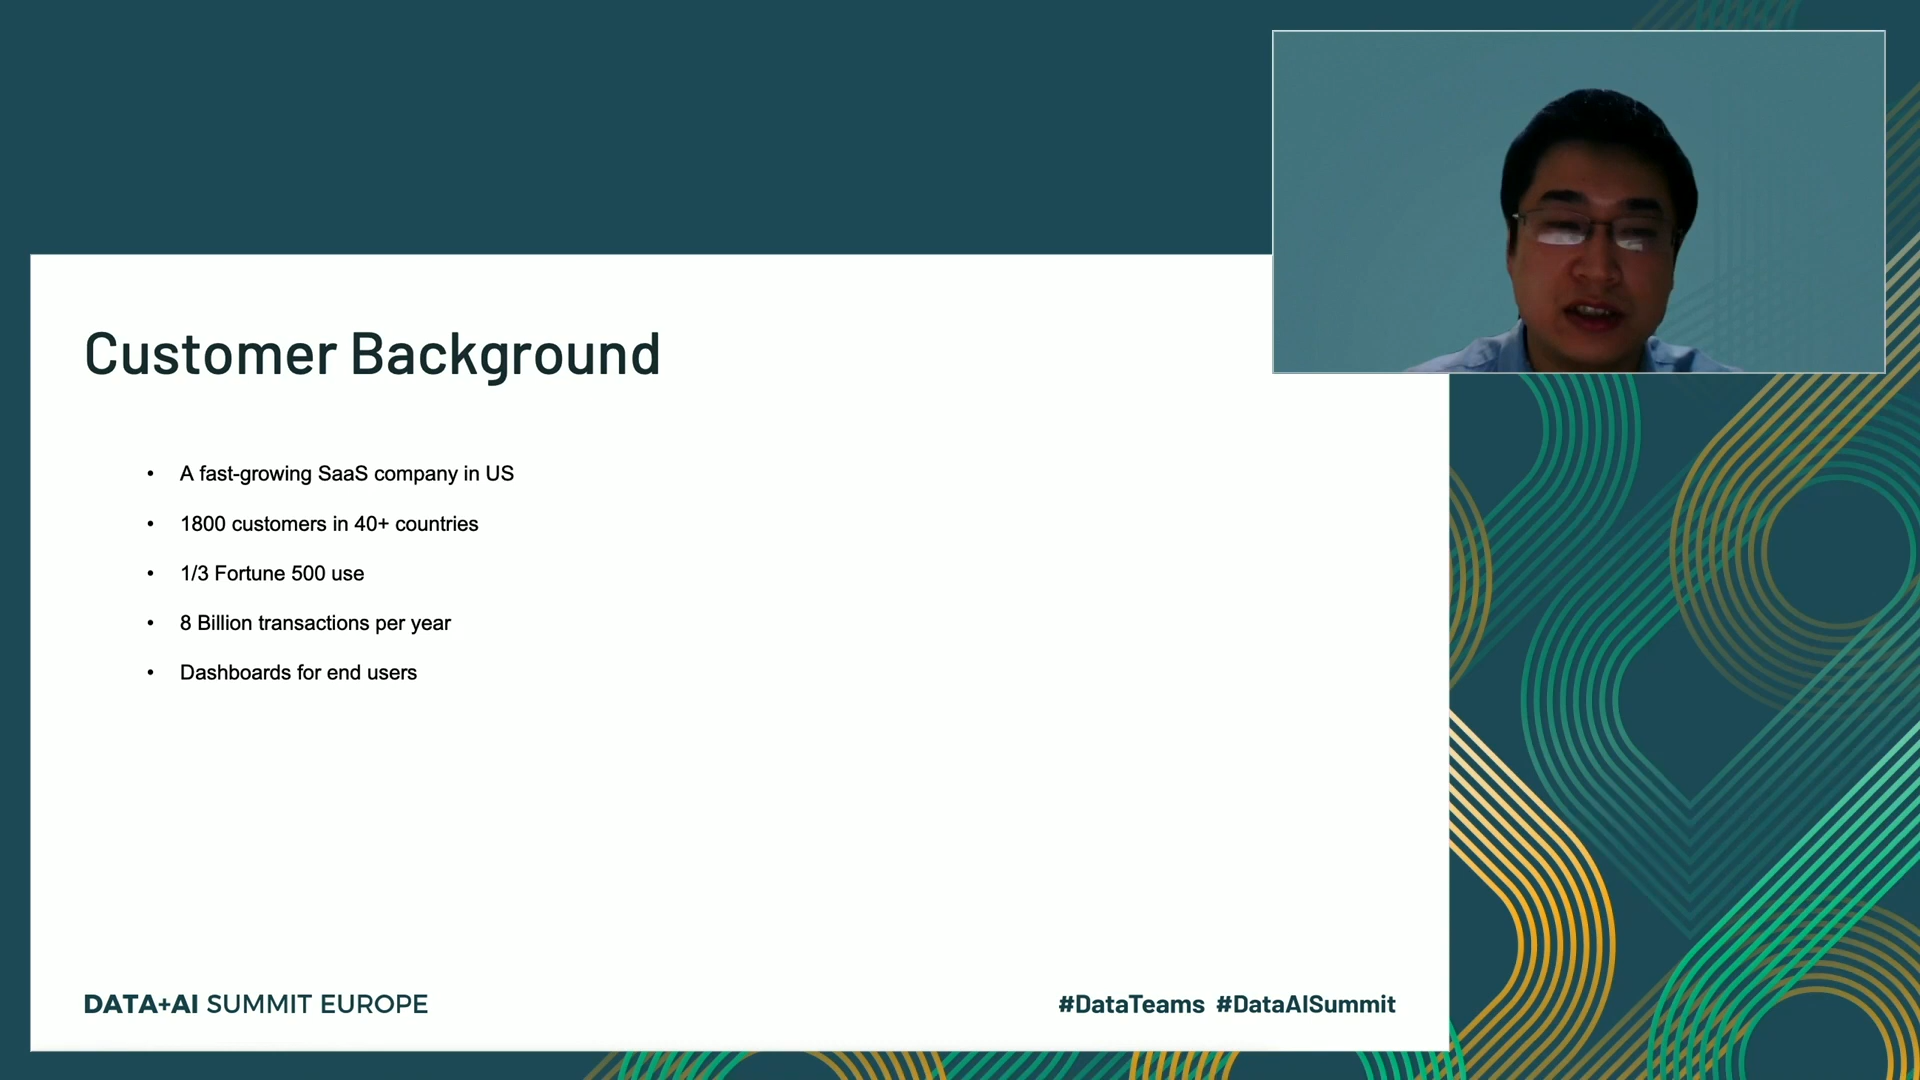 Customer Background
• A fast-growing SaaS company in US
• 1800 customers in 40+ countries
• 1/3 Fortune 500 use
• 8 Billion transactions per year
• Dashboards for end users
DATA+AI SUMMIT EUROPE
#DataTeams #DataAISummit